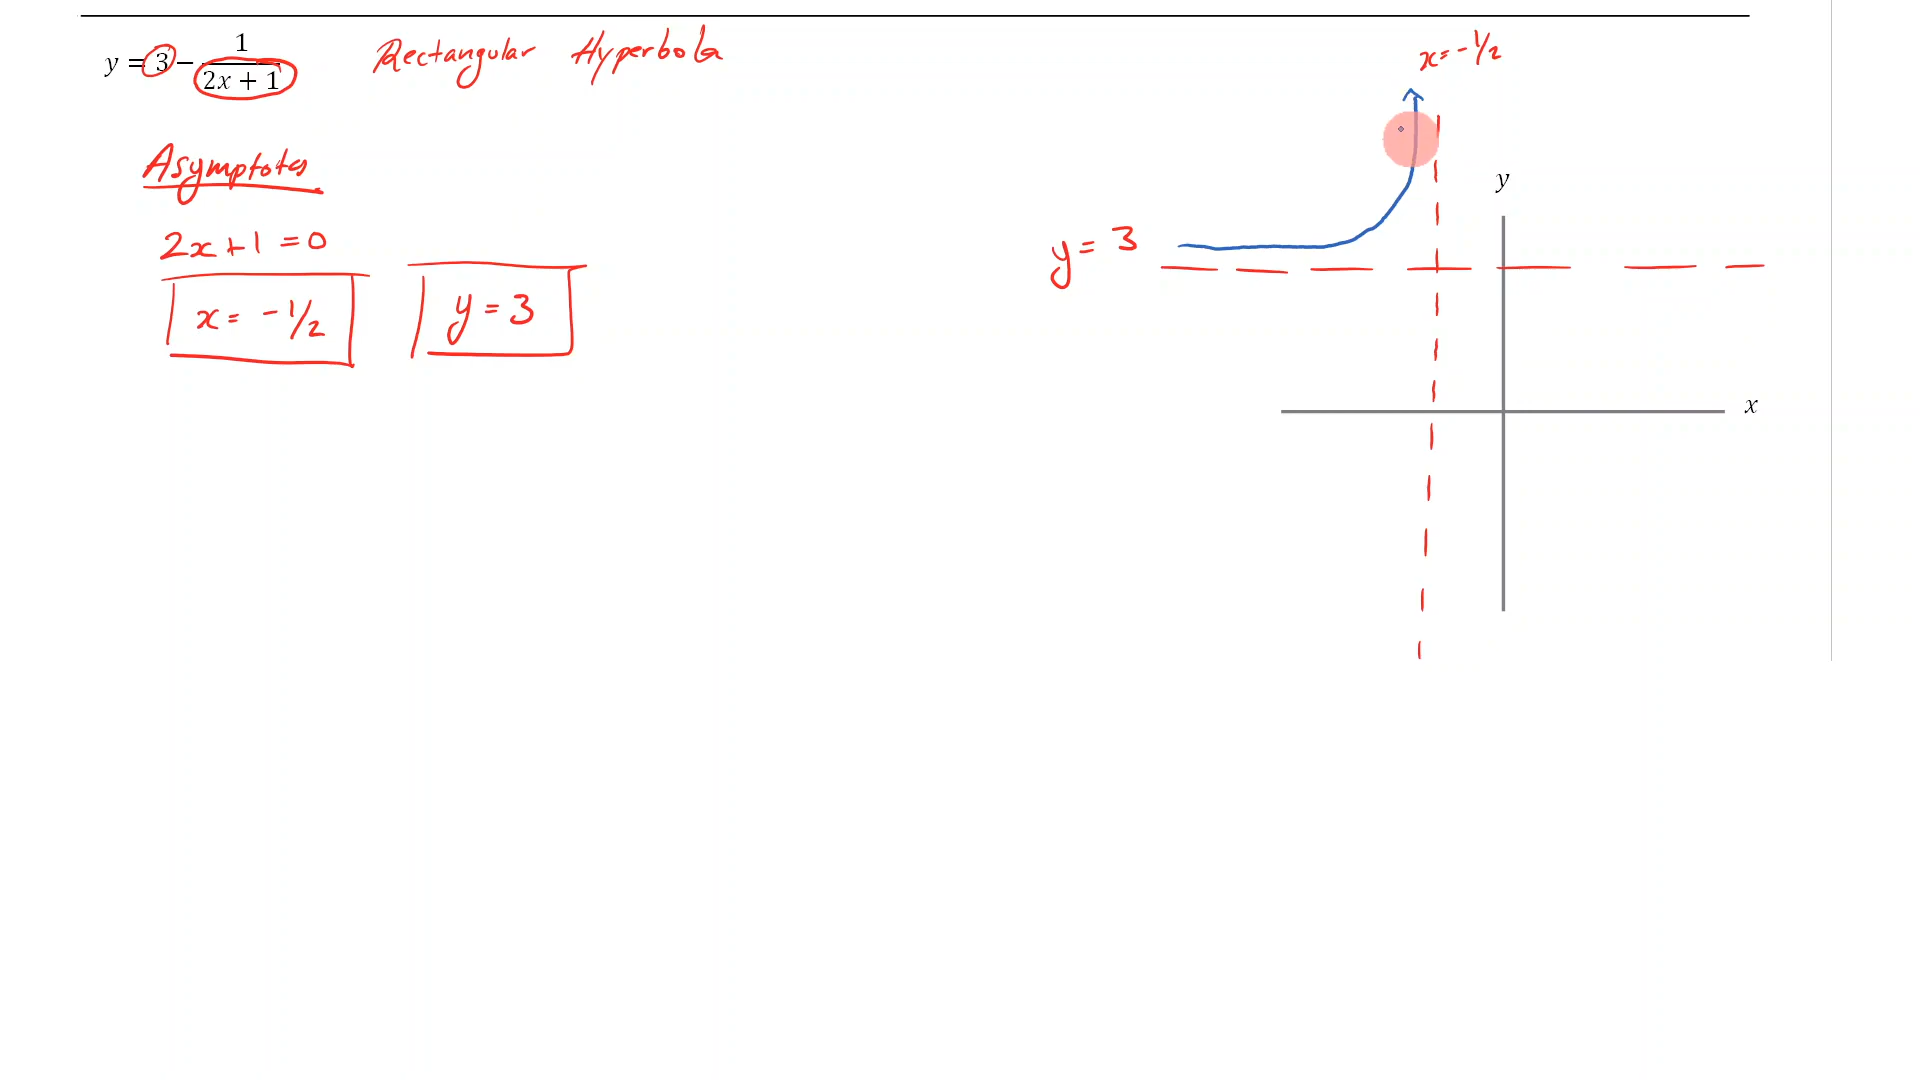 y = 3 − 1/(2x + 1) Rectangular Hyperbola
x = -1/2
Asymptotes
y
2x + 1 = 0
y = 3
x = -1/2 y = 3
x